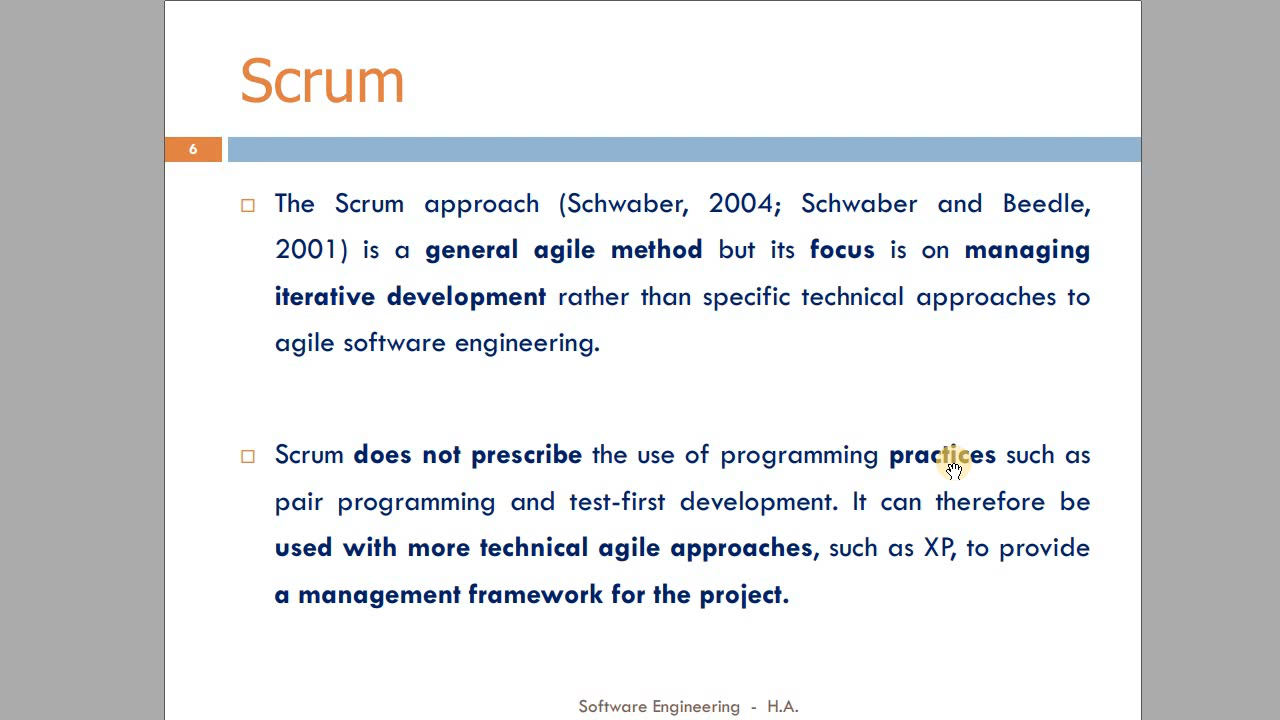 Scrum
6
The Scrum approach (Schwaber, 2004; Schwaber and Beedle,
2001) is a general agile method but its focus is on managing
iterative development rather than specific technical approaches to
agile software engineering.
Scrum does not prescribe the use of programming practices such as
pair programming and test-first development. It can therefore be
used with more technical agile approaches, such as XP, to provide
a management framework for the project.
Software Engineering - H.A.